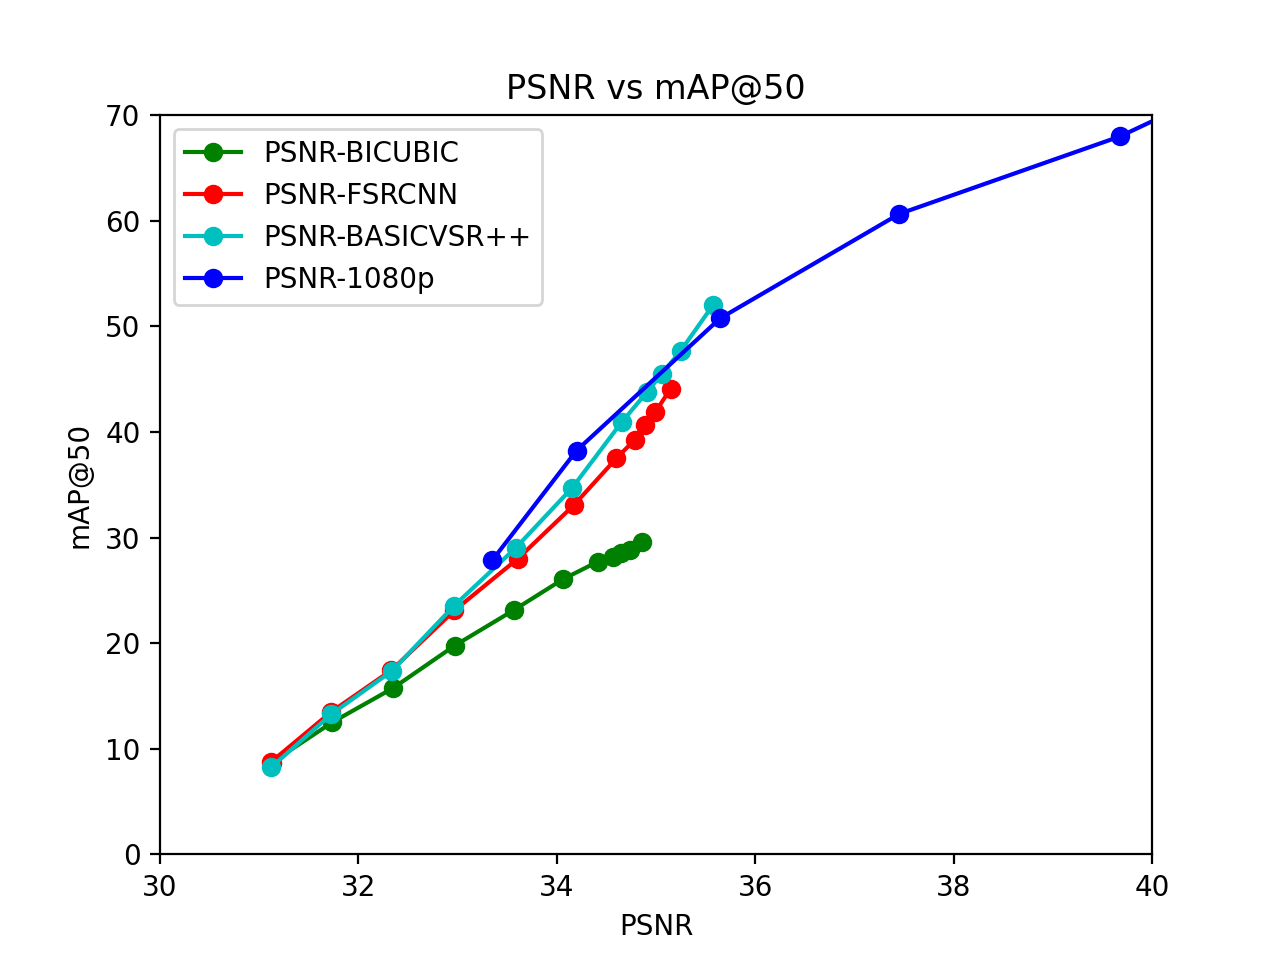 PSNR vs mAP@50
70
60
50
40
30
20
10
0
mAP@50
PSNR-BICUBIC
PSNR-FSRCNN
PSNR-BASICVSR++
PSNR-1080p
30 32 34 36 38 40
PSNR